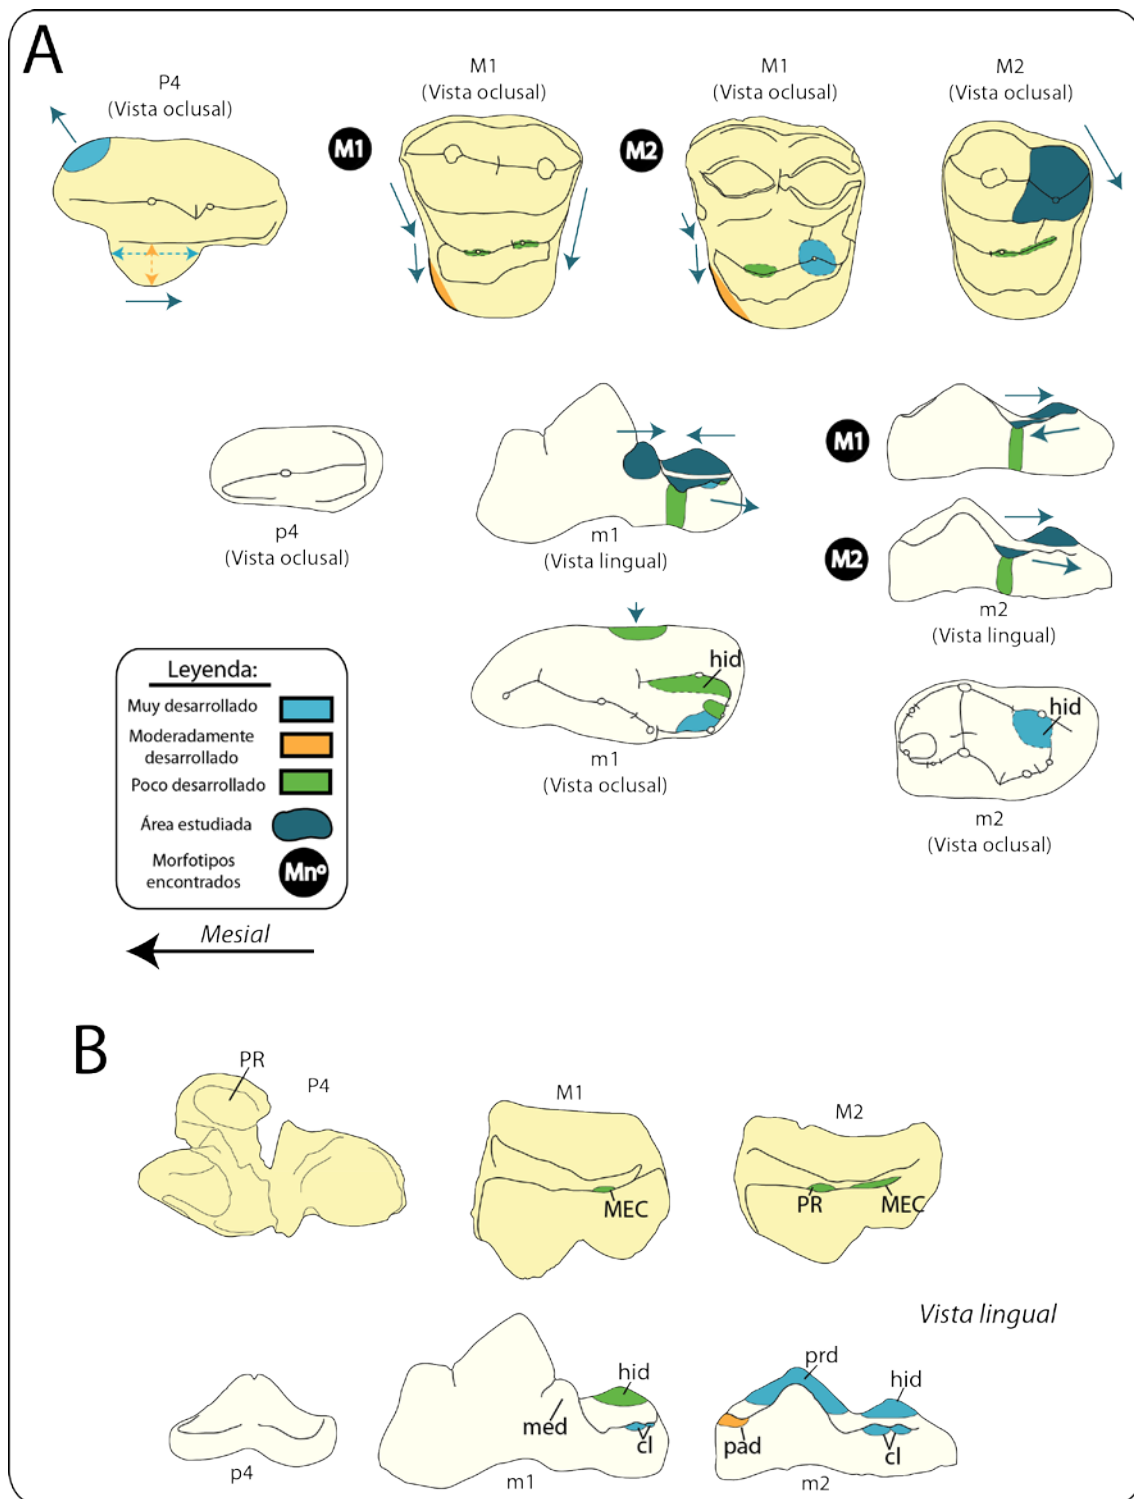 A
P4
(Vista oclusal)
M1
(Vista oclusal)
M1
(Vista oclusal)
M2
(Vista oclusal)
M1
M2
p4
(Vista oclusal)
m1
(Vista lingual)
M1
M2
m2
(Vista lingual)
hid
m1
(Vista oclusal)
hid
m2
(Vista oclusal)
Leyenda:
Muy desarrollado
Moderadamente
desarrollado
Poco desarrollado
Área estudiada
Morfotipos
encontrados
Mnº
Mesial
B
PR
P4
M1
MEC
M2
PR
MEC
Vista lingual
p4
hid
med
cl
m1
prd
hid
pad
cl
m2